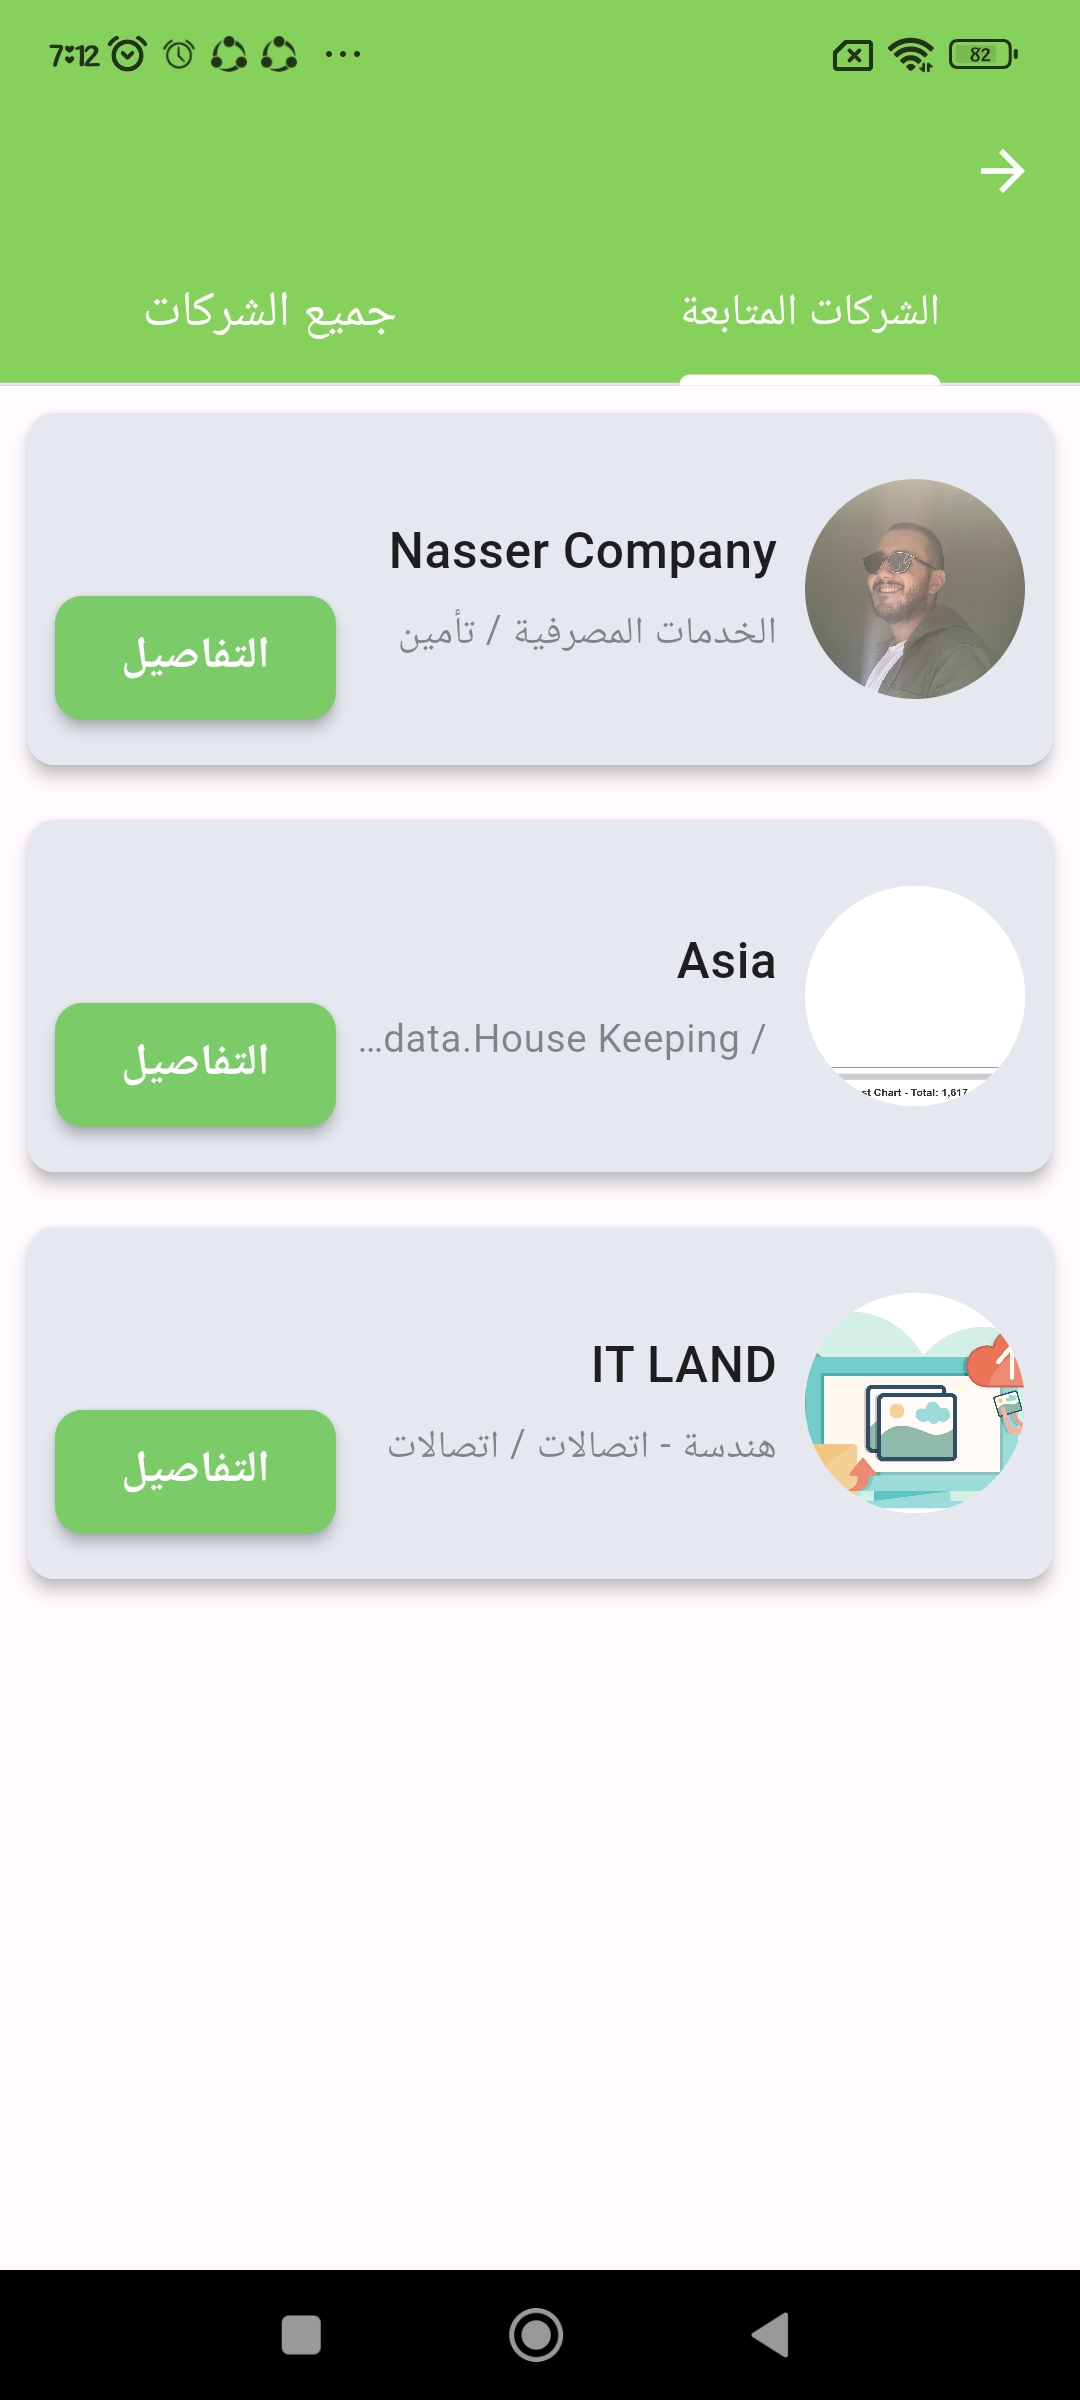 7:12
82
الشركات المتابعة
جميع الشركات
Nasser Company
الخدمات المصرفية / تأمين
التفاصيل
Asia
data.House Keeping / ...
التفاصيل
st Chart - Total: 1,617
IT LAND
هندسة - اتصالات / اتصالات
التفاصيل